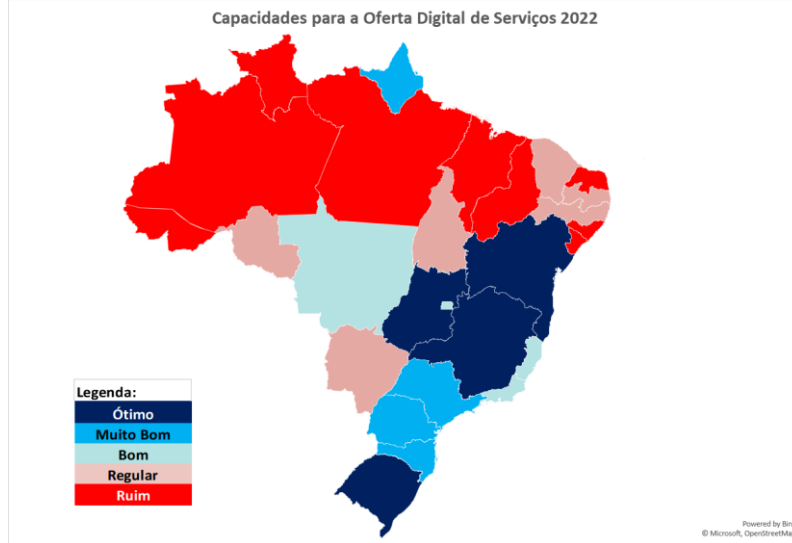 Capacidades para a Oferta Digital de Serviços 2022
Legenda:
Ótimo
Muito Bom
Bom
Regular
Ruim
Powered by Bin
© Microsoft, OpenStreetMa